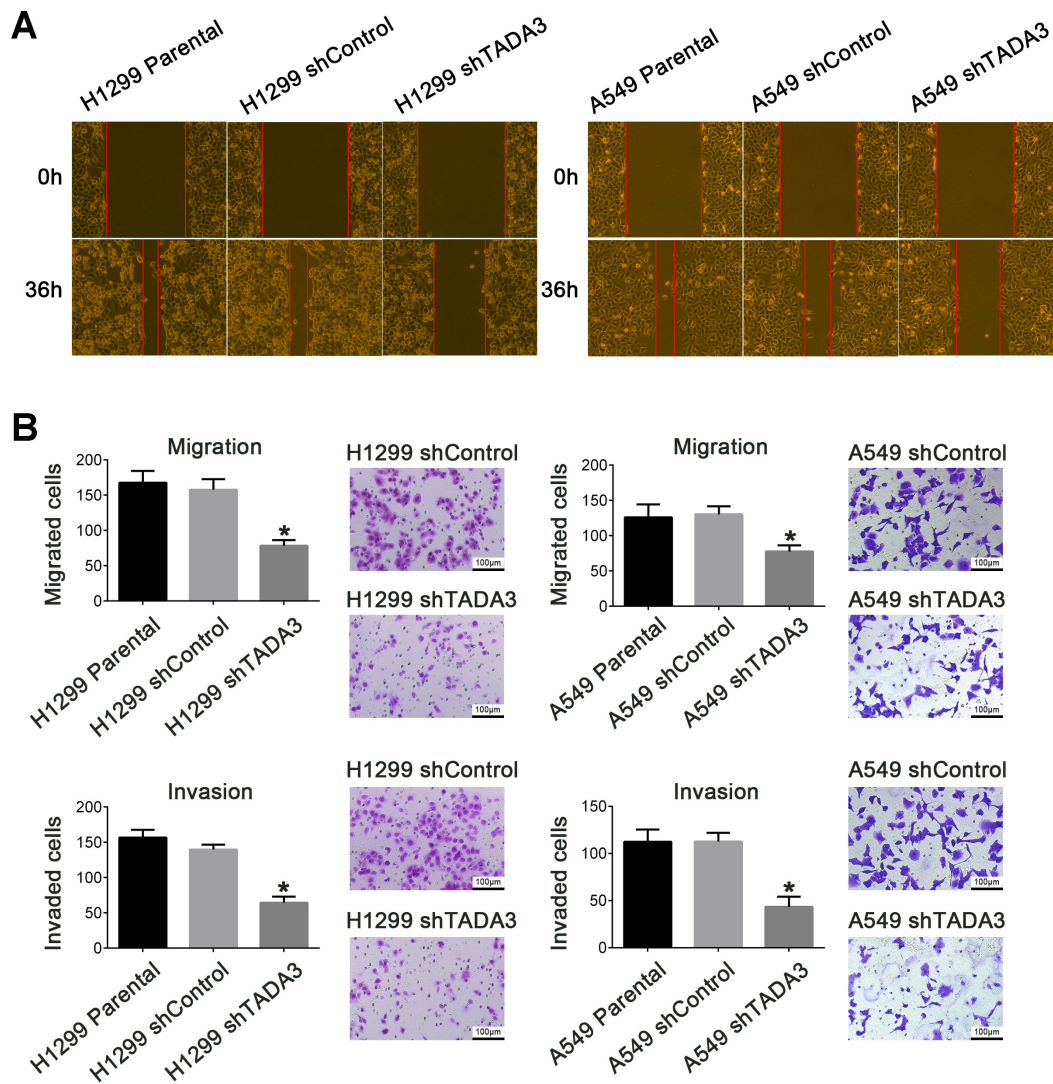 A
H1299 Parental
H1299 shControl
H1299 shTADA3
A549 Parental
A549 shControl
A549 shTADA3
0h
0h
36h
36h
B
Migration
Migrated cells
200
150
100
50
0
*
H1299 Parental
H1299 shControl
H1299 shTADA3
H1299 shControl
100μm
H1299 shTADA3
100μm
Migration
Migrated cells
200
150
100
50
0
*
A549 Parental
A549 shControl
A549 shTADA3
A549 shControl
100μm
A549 shTADA3
100μm
Invasion
Invaded cells
200
150
100
50
0
*
H1299 Parental
H1299 shControl
H1299 shTADA3
H1299 shControl
100μm
H1299 shTADA3
100μm
Invasion
Invaded cells
150
100
50
0
*
A549 Parental
A549 shControl
A549 shTADA3
A549 shControl
100μm
A549 shTADA3
100μm